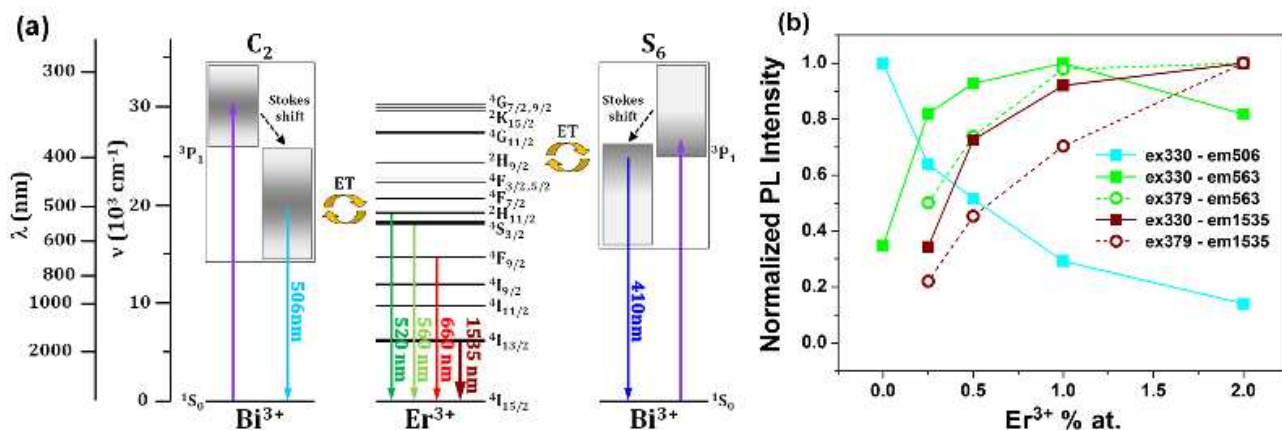 (a)
C₂
S₆
λ (nm)
300
400
500
600
800
1000
2000
ν (10³ cm⁻¹)
30
20
10
0
Stokes
shift
³P₁
ET
506nm
¹S₀
Bi³⁺
⁴G₇/₂,₉/₂
²K₁₅/₂
⁴G₁₁/₂
²H₉/₂
⁴F₃/₂,₅/₂
⁴F₇/₂
²H₁₁/₂
⁴S₃/₂
⁴F₉/₂
⁴I₉/₂
⁴I₁₁/₂
⁴I₁₃/₂
⁴I₁₅/₂
520 nm
560 nm
660 nm
1535 nm
Er³⁺
ET
Stokes
shift
³P₁
410nm
¹S₀
Bi³⁺
(b)
Normalized PL Intensity
1.0
0.8
0.6
0.4
0.2
0.0
ex330 - em506
ex330 - em563
ex379 - em563
ex330 - em1535
ex379 - em1535
0.0
0.5
1.0
2.0
Er³⁺ % at.